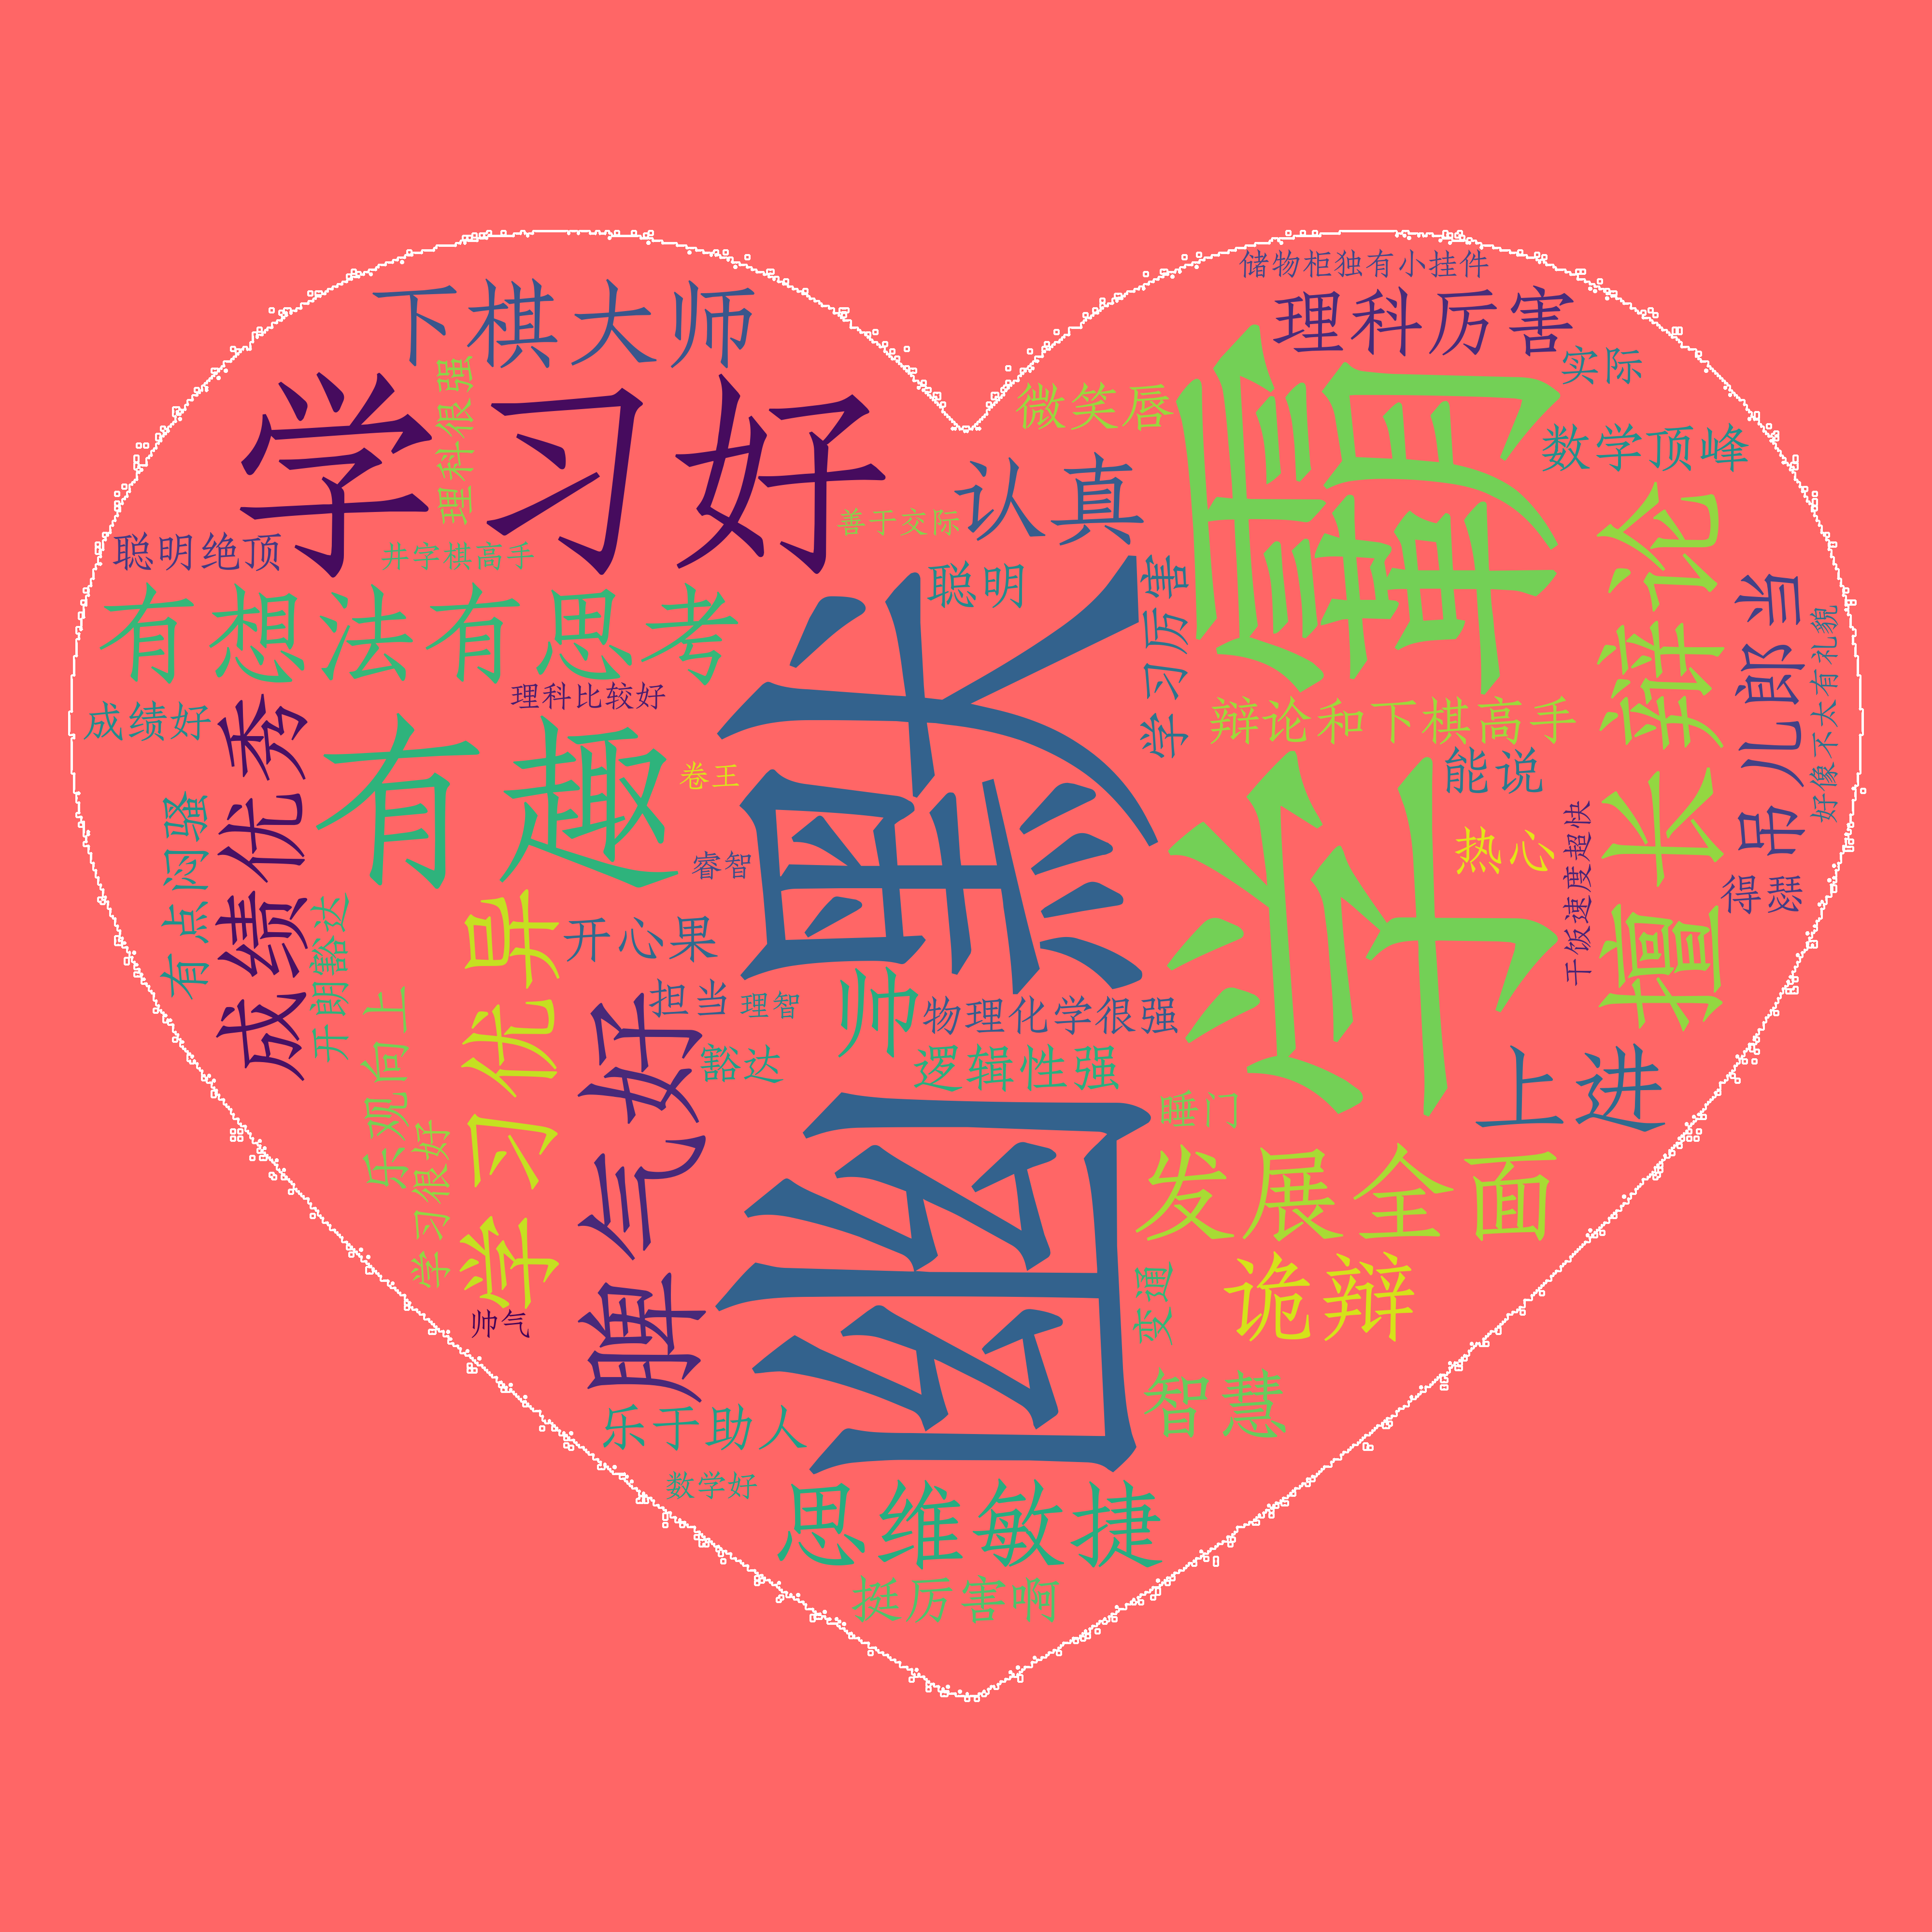 储物柜独有小挂件
下棋大师
理科厉害
实际
理科很强
微笑唇
学习好
数学顶峰
认真
善于交际
聪明绝顶
井字棋高手
聪明
学习厉害
擅长辩论
吊儿郎当
好像不太有礼貌
有想法有思考
理科比较好
成绩好
辩论和下棋高手
有趣
幽默
学术
能说
卷王
热心
睿智
成绩优秀
有点闷骚
干饭速度超快
得瑟
开朗豁达
学习优异
开心果
担当
理智
帅
物理化学很强
豁达
逻辑性强
脾气好
乐观向上
学习很好
上进
睡门
发展全面
诡辩
变通
帅气
智慧
乐于助人
数学好
思维敏捷
挺厉害啊